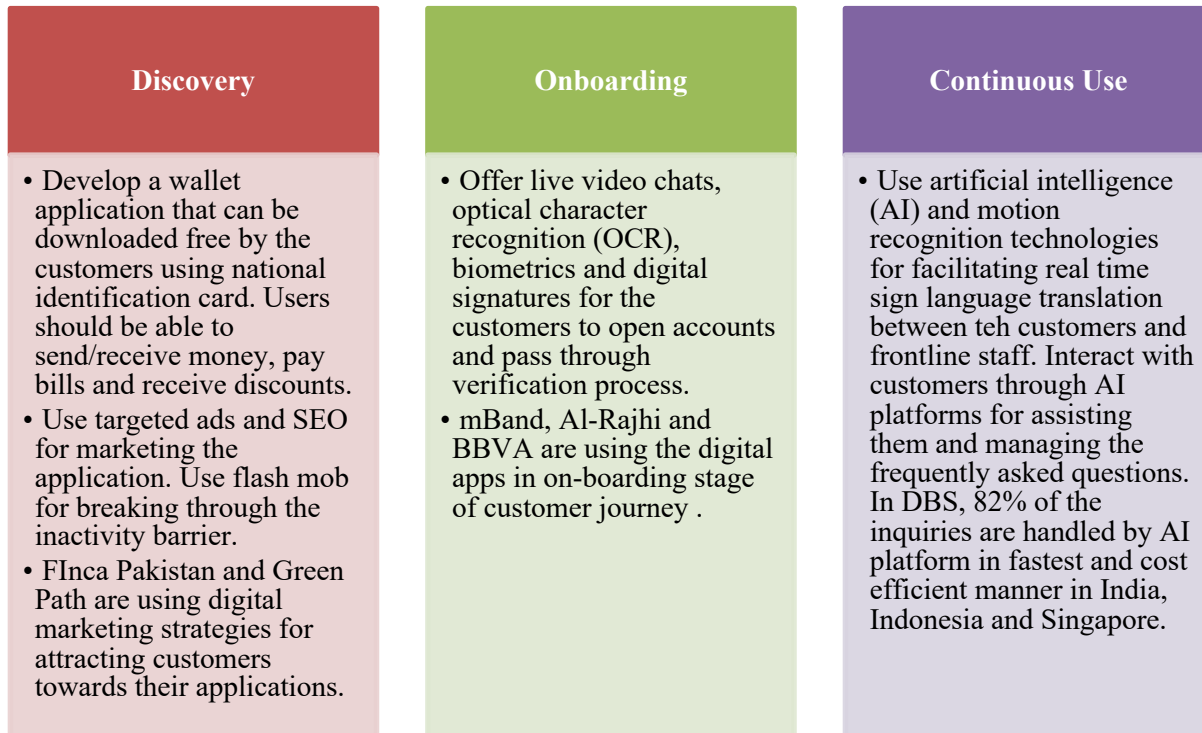 Discovery
• Develop a wallet
application that can be
downloaded free by the
customers using national
identification card. Users
should be able to
send/receive money, pay
bills and receive discounts.
• Use targeted ads and SEO
for marketing the
application. Use flash mob
for breaking through the
inactivity barrier.
• FInca Pakistan and Green
Path are using digital
marketing strategies for
attracting customers
towards their applications.
Onboarding
• Offer live video chats,
optical character
recognition (OCR),
biometrics and digital
signatures for the
customers to open accounts
and pass through
verification process.
• mBand, Al-Rajhi and
BBVA are using the digital
apps in on-boarding stage
of customer journey .
Continuous Use
• Use artificial intelligence
(AI) and motion
recognition technologies
for facilitating real time
sign language translation
between teh customers and
frontline staff. Interact with
customers through AI
platforms for assisting
them and managing the
frequently asked questions.
In DBS, 82% of the
inquiries are handled by AI
platform in fastest and cost
efficient manner in India,
Indonesia and Singapore.